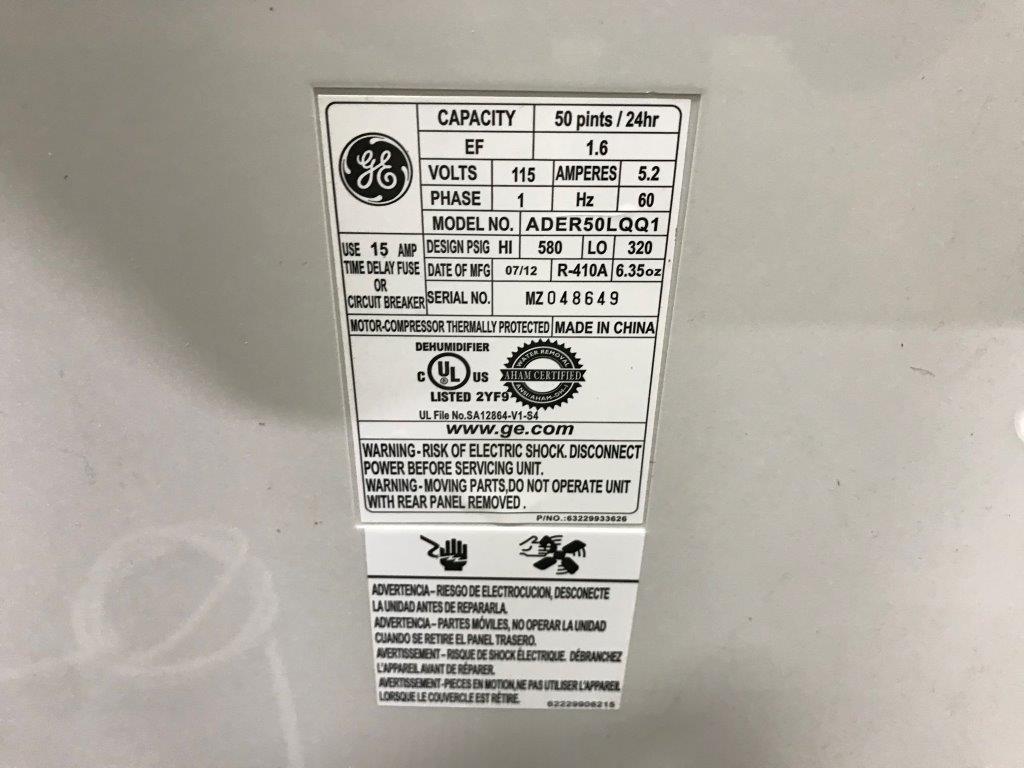 GE
CAPACITY 50 pints / 24hr
EF 1.6
VOLTS 115 AMPERES 5.2
PHASE 1 Hz 60
MODEL NO. ADER50LQQ1
USE 15 AMP
TIME DELAY FUSE
OR
CIRCUIT BREAKER
DESIGN PSIG HI 580 LO 320
DATE OF MFG 07/12 R-410A 6.35oz
SERIAL NO. MZ048649
MOTOR-COMPRESSOR THERMALLY PROTECTED MADE IN CHINA
DEHUMIDIFIER
C UL US
LISTED 2YF9
WATER REMOVAL
AHAM CERTIFIED
UL File No.SA12864-V1-S4
www.ge.com
WARNING-RISK OF ELECTRIC SHOCK. DISCONNECT
POWER BEFORE SERVICING UNIT.
WARNING-MOVING PARTS,DO NOT OPERATE UNIT
WITH REAR PANEL REMOVED.
P/NO.:63229933626
ADVERTENCIA-RIESGO DE ELECTROCUCION, DESCONECTE
LA UNIDAD ANTES DE REPARARLA.
ADVERTENCIA-PARTES MÓVILES, NO OPERAR LA UNIDAD
CUANDO SE RETIRE EL PANEL TRASERO.
AVERTISSEMENT-RISQUE DE SHOCK ÉLECTRIQUE. DÉBRANCHEZ
L'APPAREIL AVANT DE RÉPARER.
AVERTISSEMENT-PIECES EN MOTION,NE PAS UTILISER L'APPAREIL
LORSQUE LE COUVERCLE EST RÉTIRE.
62229906215